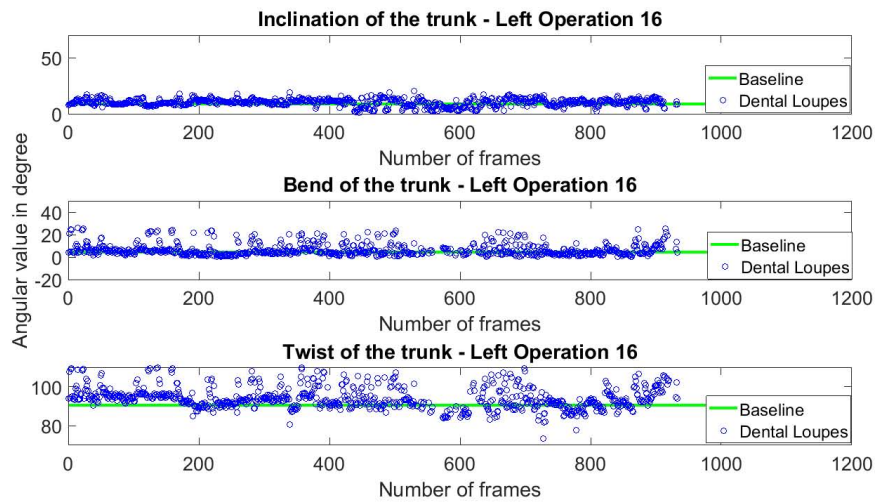 Inclination of the trunk - Left Operation 16
50
0
Baseline
Dental Loupes
0 200 400 600 800 1000 1200
Number of frames
Angular value in degree
Bend of the trunk - Left Operation 16
40
20
0
-20
Baseline
Dental Loupes
0 200 400 600 800 1000 1200
Number of frames
Twist of the trunk - Left Operation 16
100
80
Baseline
Dental Loupes
0 200 400 600 800 1000 1200
Number of frames